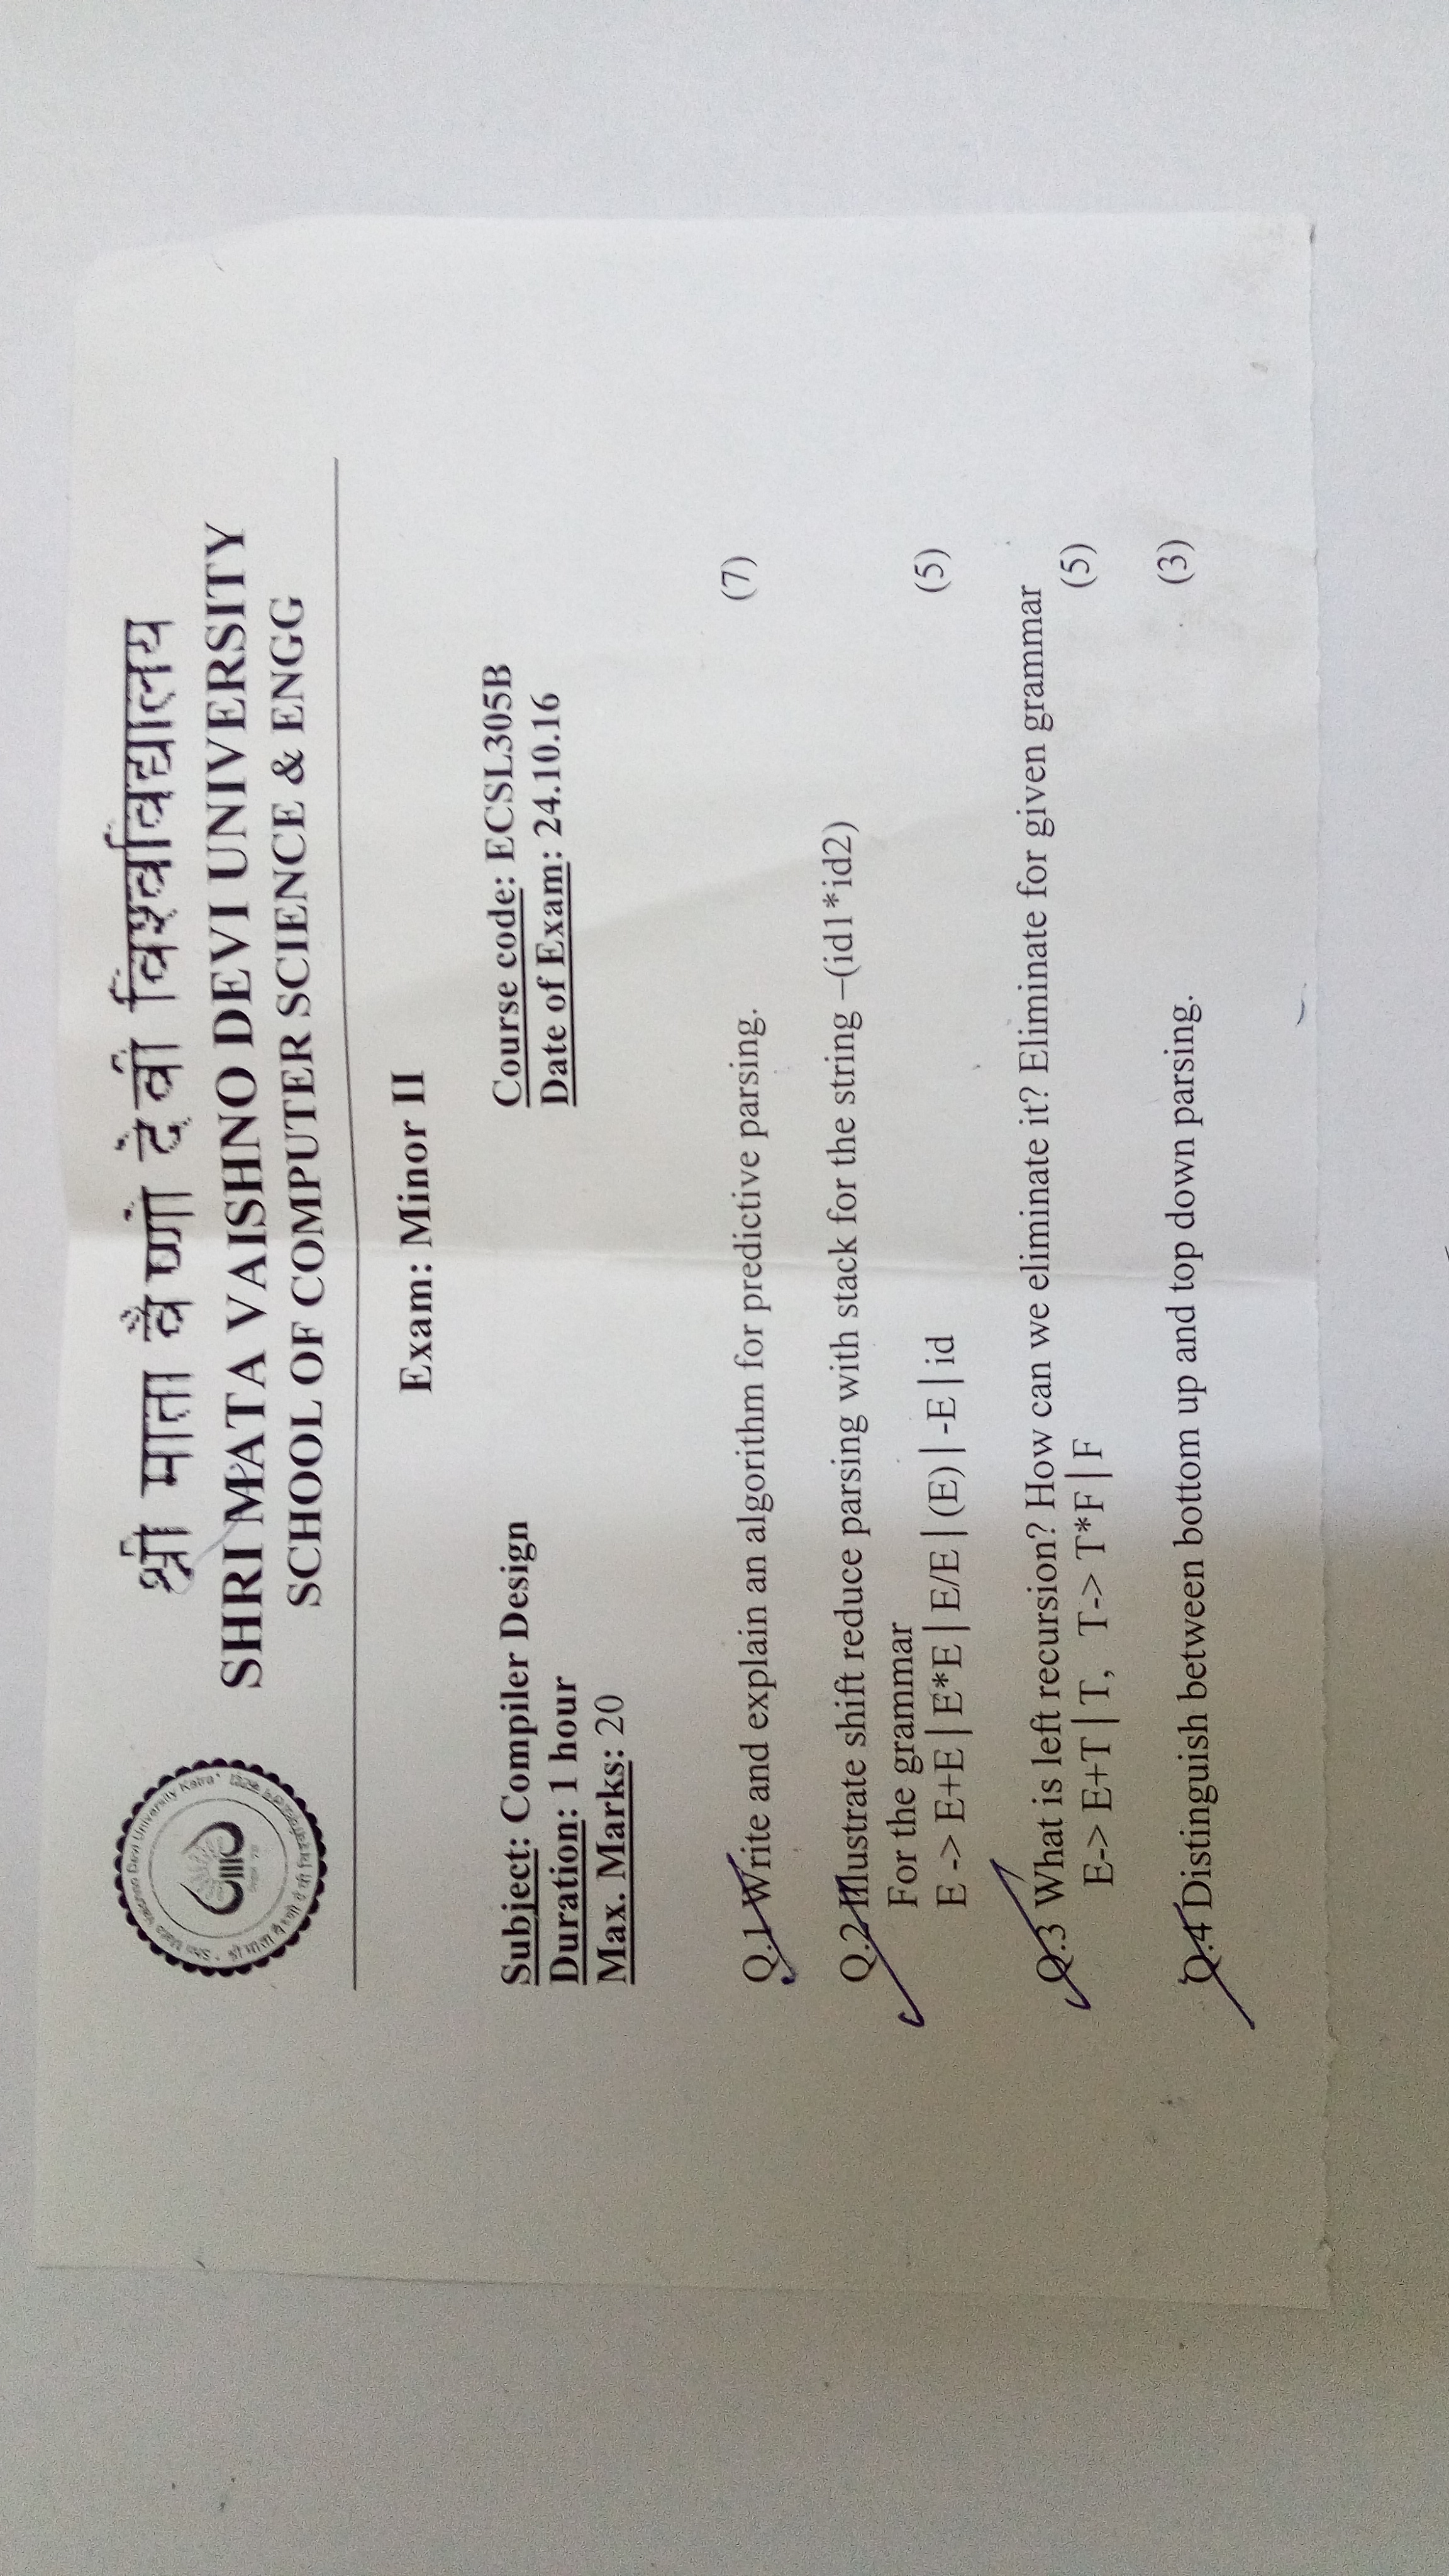 श्री माता वैष्णो देवी विश्वविद्यालय
SHRI MATA VAISHNO DEVI UNIVERSITY
SCHOOL OF COMPUTER SCIENCE & ENGG
Exam: Minor II
Subject: Compiler Design Course code: ECSL305B
Duration: 1 hour Date of Exam: 24.10.16
Max. Marks: 20
Q.1 Write and explain an algorithm for predictive parsing. (7)
Q.2 Illustrate shift reduce parsing with stack for the string –(id1*id2)
For the grammar
E -> E+E | E*E | E/E | (E) | -E | id (5)
Q.3 What is left recursion? How can we eliminate it? Eliminate for given grammar
E-> E+T | T, T-> T*F | F (5)
Q.4 Distinguish between bottom up and top down parsing. (3)